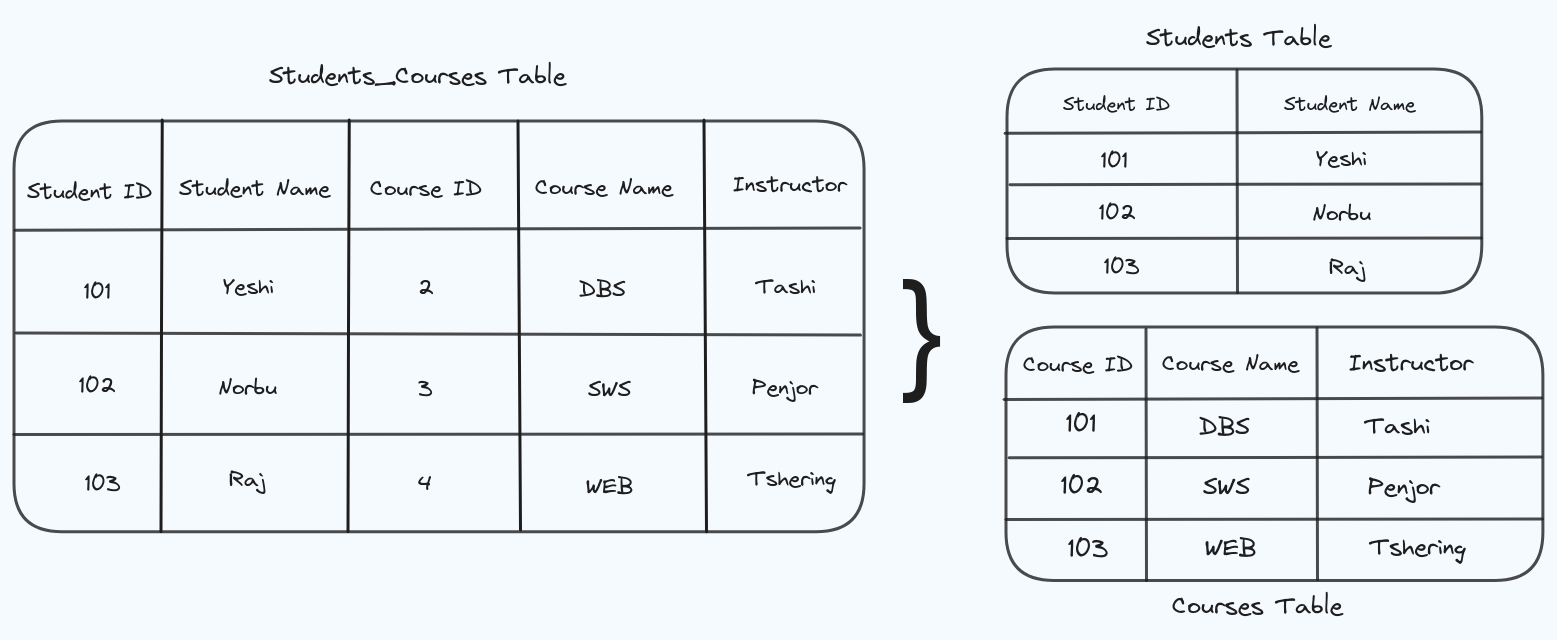 Students_Courses Table
Student ID Student Name Course ID Course Name Instructor
101 Yeshi 2 DBS Tashi
102 Norbu 3 SWS Penjor
103 Raj 4 WEB Tshering
}
Students Table
Student ID Student Name
101 Yeshi
102 Norbu
103 Raj
Course ID Course Name Instructor
101 DBS Tashi
102 SWS Penjor
103 WEB Tshering
Courses Table